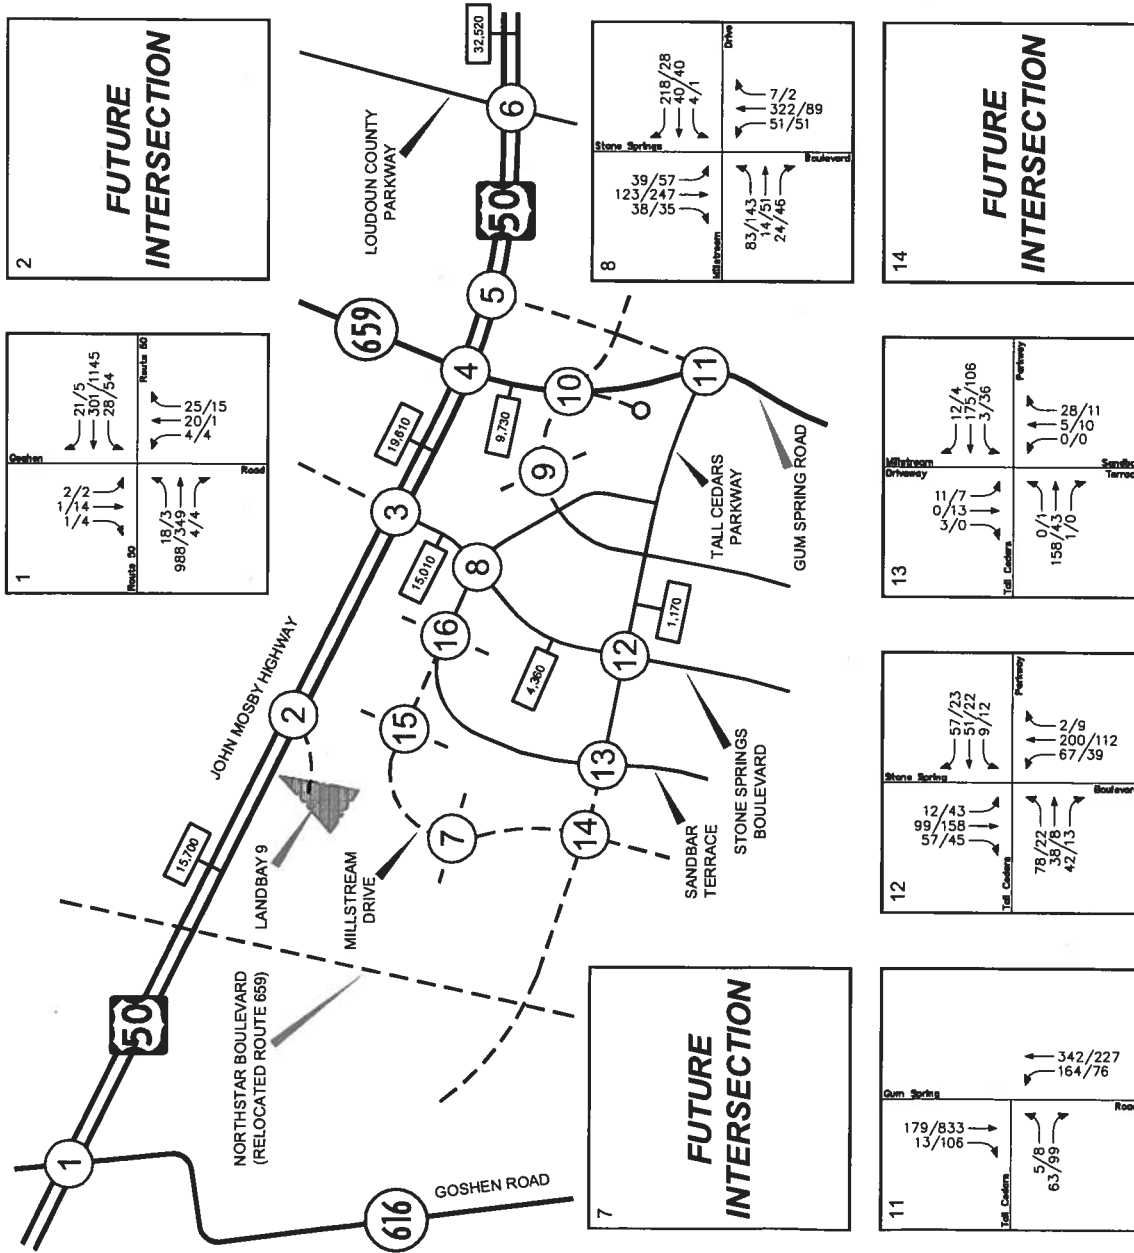 2
FUTURE
INTERSECTION
1
Goshen
Road
Route 50
Route 50
2/2
1/14
1/4
21/5
301/1145
28/54
18/3
988/349
4/4
25/15
20/1
4/4
JOHN MOSBY HIGHWAY
LOUDOUN COUNTY
PARKWAY
NORTHSTAR BOULEVARD
(RELOCATED ROUTE 659)
LANDBAY 9
MILLSTREAM
DRIVE
GOSHEN ROAD
SANDBAR
TERRACE
STONE SPRINGS
BOULEVARD
TALL CEDARS
PARKWAY
GUM SPRING ROAD
50
50
659
616
15,700
19,610
32,520
9,730
15,010
4,360
1,170
1
2
3
4
5
6
7
8
9
10
11
12
13
14
15
16
7
FUTURE
INTERSECTION
8
Stone Springs
Boulevard
Millstream
Drive
39/57
123/247
38/35
218/28
40/40
4/1
83/143
14/51
24/46
7/2
322/89
51/51
11
Gum Spring
Road
Tall Cedars
179/833
13/106
5/8
63/99
342/227
164/76
12
Stone Spring
Boulevard
Tall Cedars
Parkway
12/43
99/158
57/45
57/23
51/22
9/12
78/22
38/8
42/13
2/9
200/112
67/39
13
Millstream
Driveway
Sandbar
Terrace
Tall Cedars
Parkway
11/7
0/13
3/0
12/4
175/106
3/36
0/1
158/43
1/0
28/11
5/10
0/0
14
FUTURE
INTERSECTION